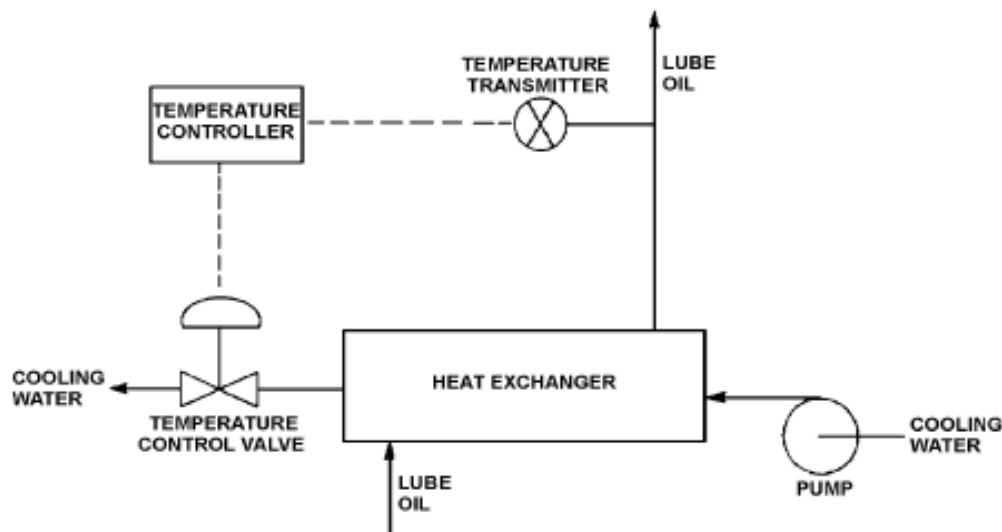 TEMPERATURE
TRANSMITTER
LUBE
OIL
TEMPERATURE
CONTROLLER
COOLING
WATER
HEAT EXCHANGER
TEMPERATURE
CONTROL VALVE
COOLING
WATER
PUMP
LUBE
OIL